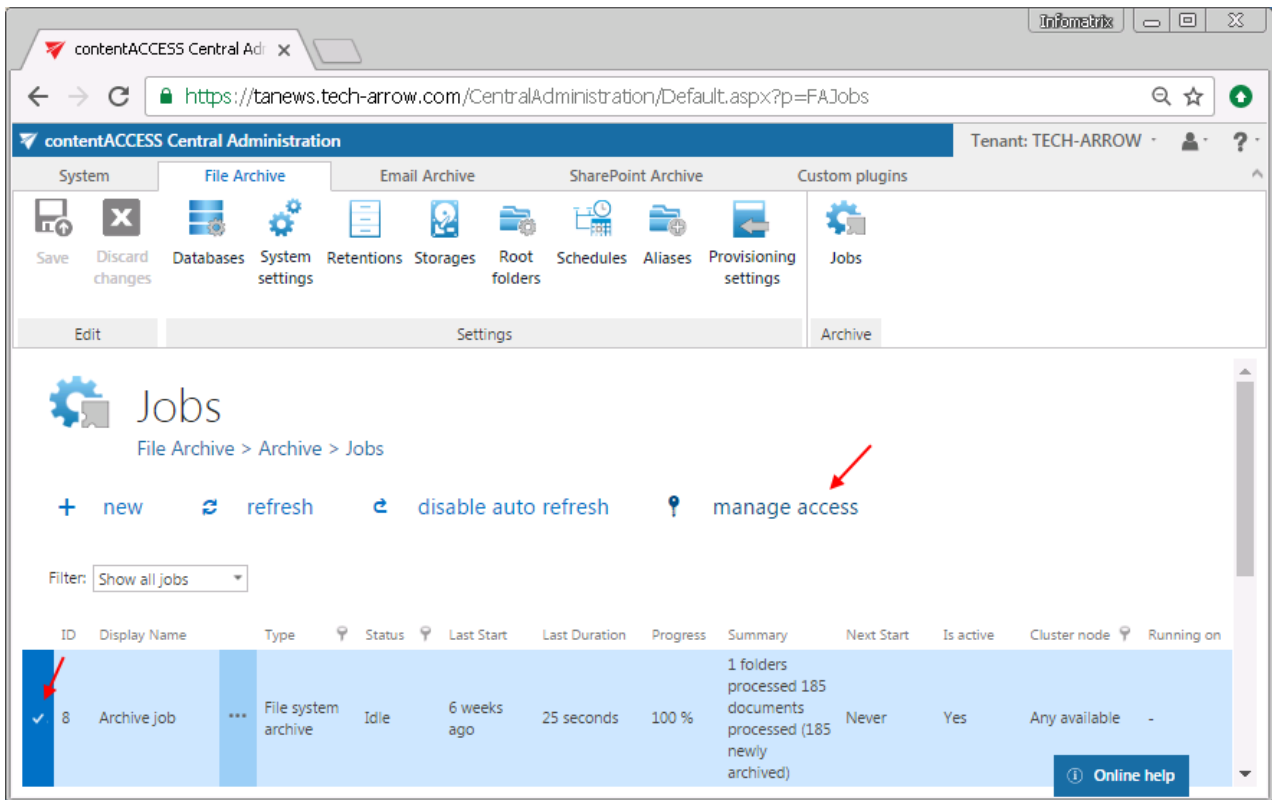 Infomatrix
contentACCESS Central Adr
https://tanews.tech-arrow.com/CentralAdministration/Default.aspx?p=FAJobs
contentACCESS Central Administration
Tenant: TECH-ARROW
?
System File Archive Email Archive SharePoint Archive Custom plugins
Save Discard changes Databases System settings Retentions Storages Root folders Schedules Aliases Provisioning settings Jobs
Edit Settings Archive
Jobs
File Archive > Archive > Jobs
+ new refresh disable auto refresh manage access
Filter: Show all jobs
ID Display Name Type Status Last Start Last Duration Progress Summary Next Start Is active Cluster node Running on
8 Archive job ... File system archive Idle 6 weeks ago 25 seconds 100 % 1 folders processed 185 documents processed (185 newly archived) Never Yes Any available -
Online help